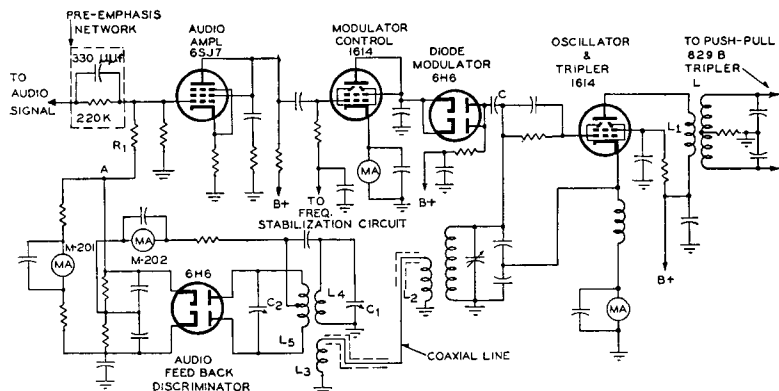 PRE-EMPHASIS
NETWORK
330 µµF
TO
AUDIO
SIGNAL
220K
R1
AUDIO
AMPL
6SJ7
MODULATOR
CONTROL
1614
DIODE
MODULATOR
6H6
C
OSCILLATOR
&
TRIPLER
1614
TO PUSH-PULL
829 B
TRIPLER
L
L1
A
MA
B+
TO
FREQ.
STABILIZATION CIRCUIT
B+
B+
M-201
MA
MA
M-202
6H6
C2
L4
C1
L5
L2
L3
MA
COAXIAL LINE
AUDIO
FEED BACK
DISCRIMINATOR